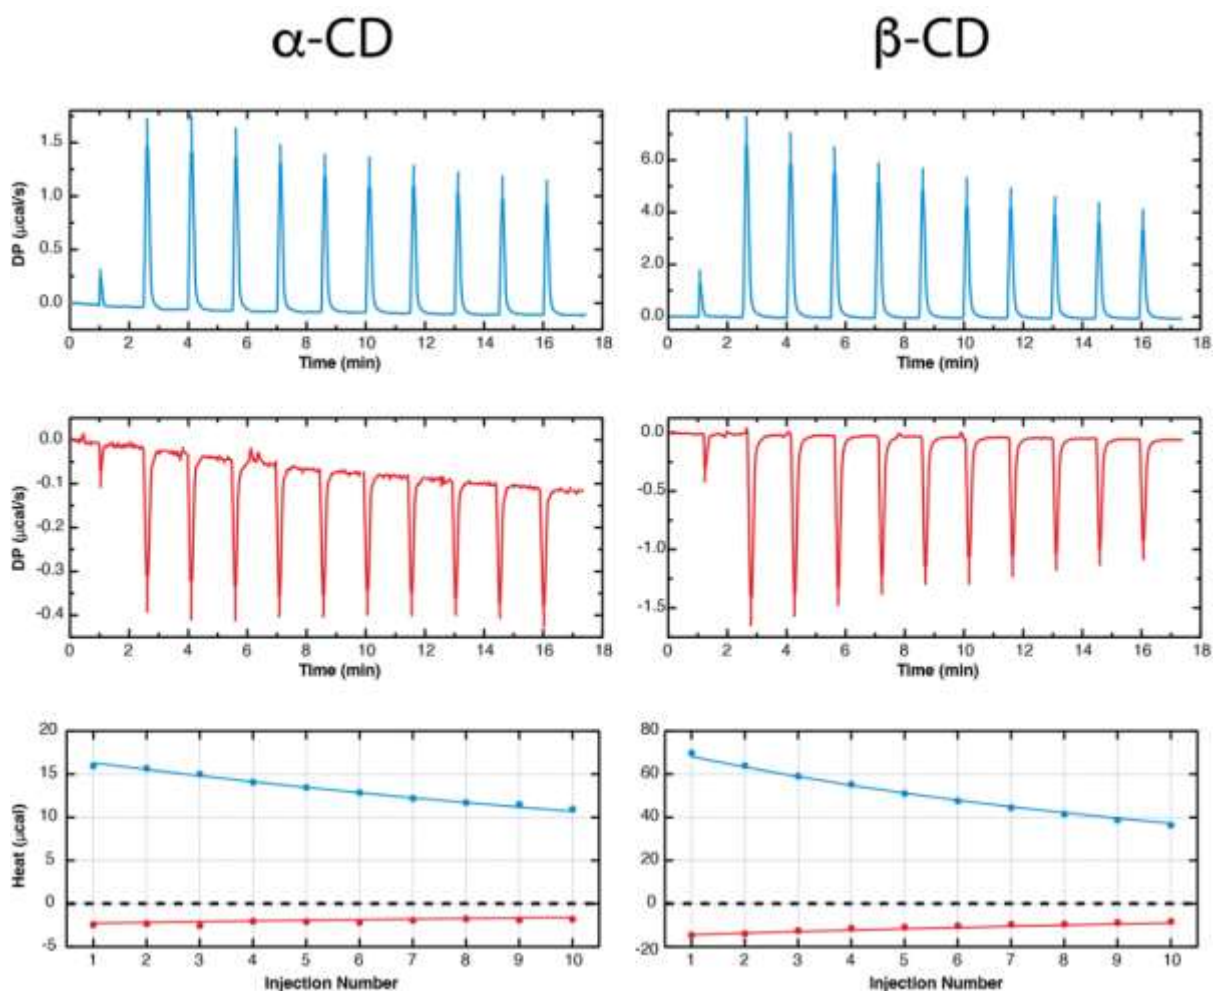 α-CD
β-CD
DP (μcal/s)
1.5
1.0
0.5
0.0
0 2 4 6 8 10 12 14 16 18
Time (min)
6.0
4.0
2.0
0.0
0 2 4 6 8 10 12 14 16 18
Time (min)
DP (μcal/s)
0.0
-0.1
-0.2
-0.3
-0.4
0 2 4 6 8 10 12 14 16 18
Time (min)
0.0
-0.5
-1.0
-1.5
0 2 4 6 8 10 12 14 16 18
Time (min)
Heat (μcal)
20
15
10
5
0
-5
1 2 3 4 5 6 7 8 9 10
Injection Number
80
60
40
20
0
-20
1 2 3 4 5 6 7 8 9 10
Injection Number